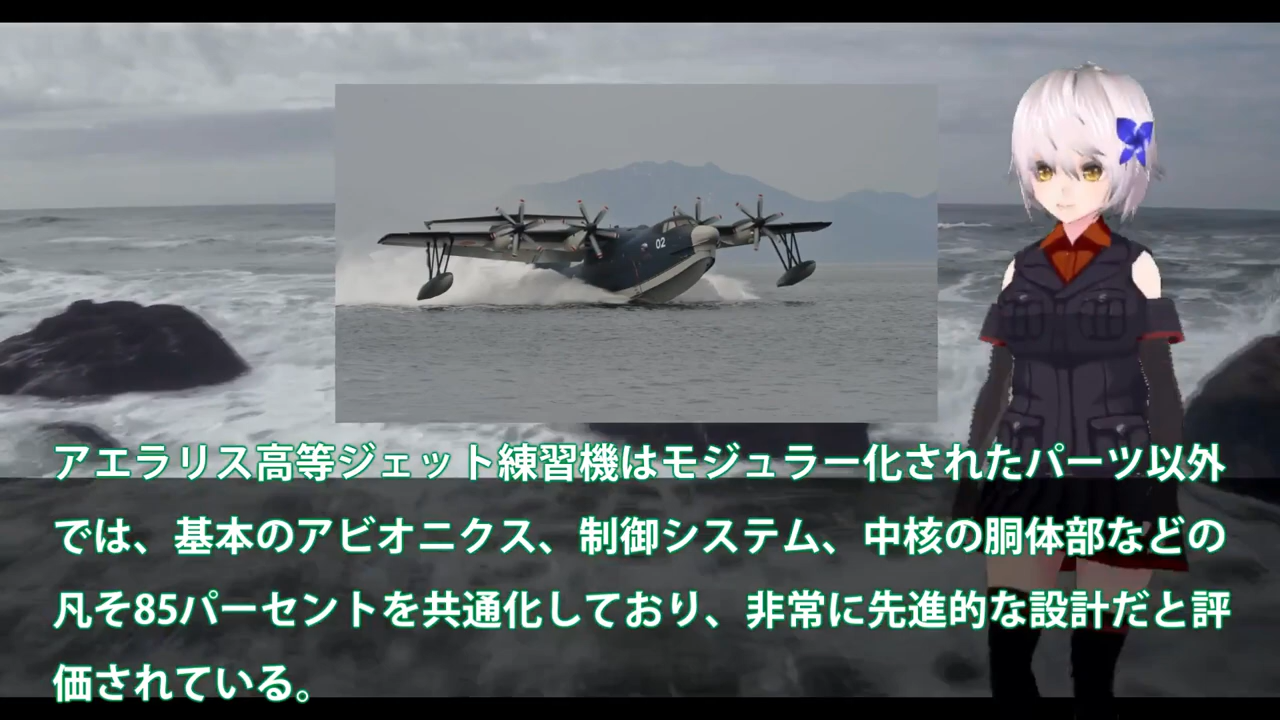 02
アエラリス高等ジェット練習機はモジュラー化されたパーツ以外
では、基本のアビオニクス、制御システム、中核の胴体部などの
凡そ85パーセントを共通化しており、非常に先進的な設計だと評
価されている。